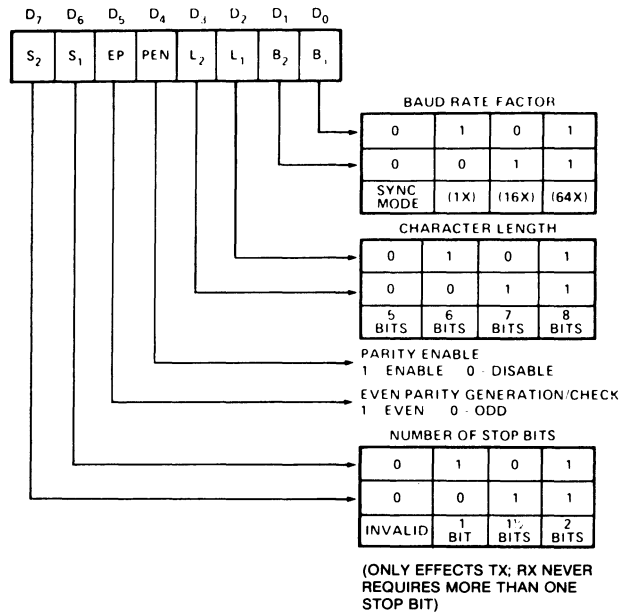 D7 D6 D5 D4 D3 D2 D1 D0
S2 S1 EP PEN L2 L1 B2 B1
BAUD RATE FACTOR
0 1 0 1
0 0 1 1
SYNC MODE (1X) (16X) (64X)
CHARACTER LENGTH
0 1 0 1
0 0 1 1
5 BITS 6 BITS 7 BITS 8 BITS
PARITY ENABLE
1 ENABLE 0 - DISABLE
EVEN PARITY GENERATION/CHECK
1 EVEN 0 - ODD
NUMBER OF STOP BITS
0 1 0 1
0 0 1 1
INVALID 1 BIT 1½ BITS 2 BITS
(ONLY EFFECTS TX; RX NEVER
REQUIRES MORE THAN ONE
STOP BIT)